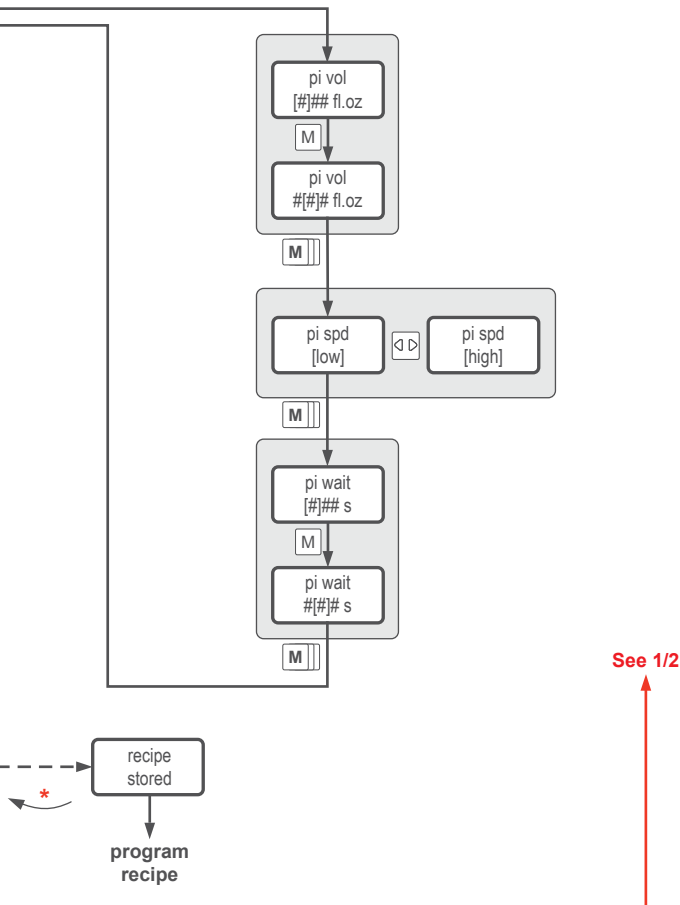 pi vol
[#]## fl.oz
M
pi vol
#[#]# fl.oz
M
pi spd
[low]
pi spd
[high]
M
pi wait
[#]## s
M
pi wait
#[#]# s
M
See 1/2
recipe
stored
*
program
recipe